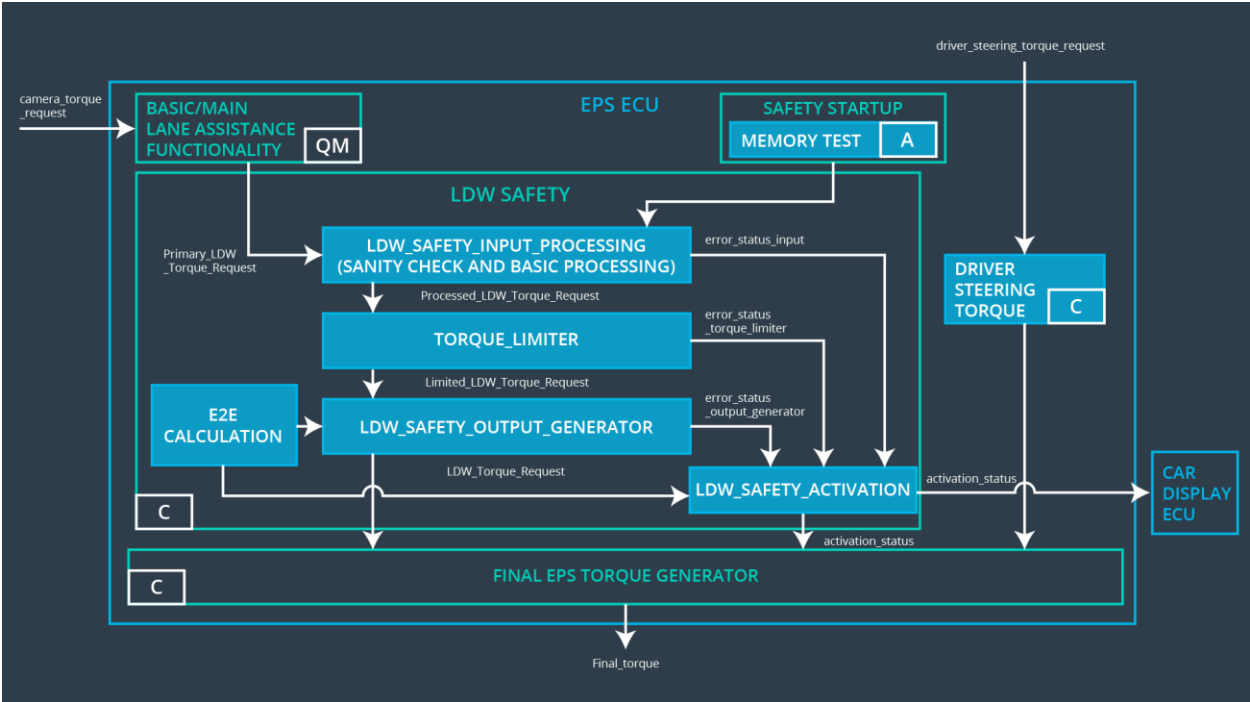 driver_steering_torque_request
camera_torque
_request
BASIC/MAIN
LANE ASSISTANCE
FUNCTIONALITY
QM
EPS ECU
SAFETY STARTUP
MEMORY TEST
A
LDW SAFETY
Primary_LDW
_Torque_Request
LDW_SAFETY_INPUT_PROCESSING
(SANITY CHECK AND BASIC PROCESSING)
error_status_input
DRIVER
STEERING
TORQUE
C
Processed_LDW_Torque_Request
TORQUE_LIMITER
error_status
_torque_limiter
Limited_LDW_Torque_Request
E2E
CALCULATION
LDW_SAFETY_OUTPUT_GENERATOR
error_status
_output_generator
LDW_Torque_Request
LDW_SAFETY_ACTIVATION
activation_status
CAR
DISPLAY
ECU
C
activation_status
C
FINAL EPS TORQUE GENERATOR
Final_torque